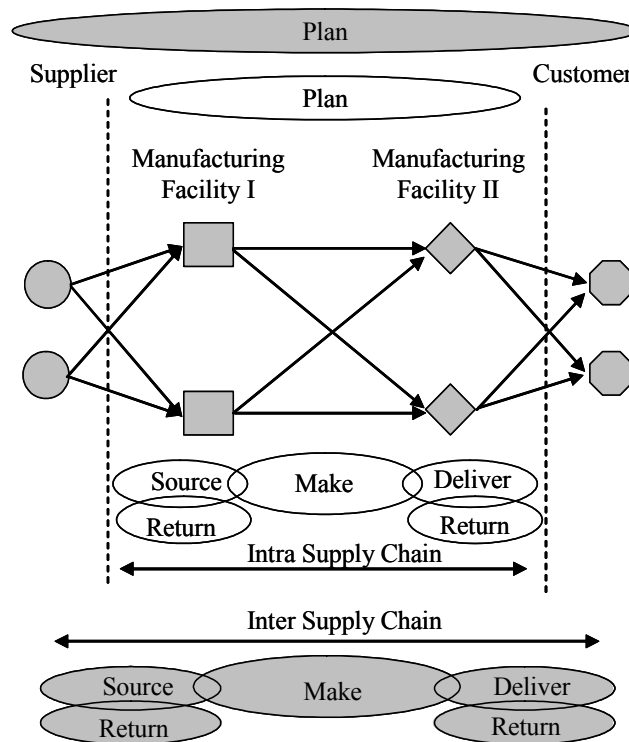 Plan
Supplier
Customer
Plan
Manufacturing
Facility I
Manufacturing
Facility II
Source
Make
Deliver
Return
Return
Intra Supply Chain
Inter Supply Chain
Source
Make
Deliver
Return
Return